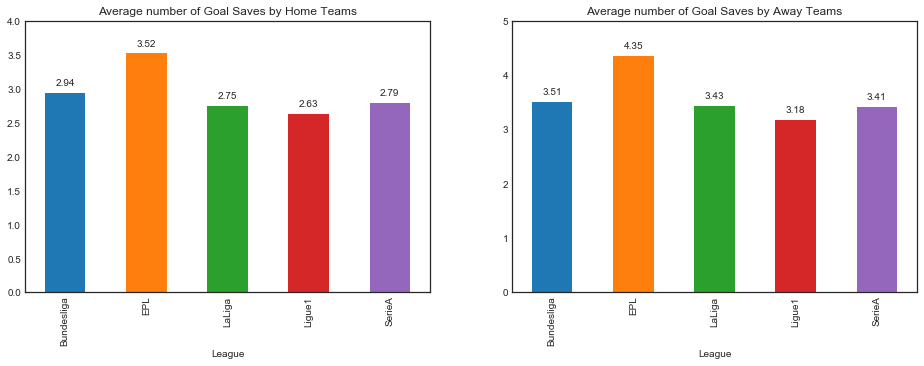 Average number of Goal Saves by Home Teams
4.0
3.5
3.0
2.5
2.0
1.5
1.0
0.5
0.0
2.94
3.52
2.75
2.63
2.79
Bundesliga
EPL
LaLiga
Ligue1
SerieA
League
Average number of Goal Saves by Away Teams
5
4
3
2
1
0
3.51
4.35
3.43
3.18
3.41
Bundesliga
EPL
LaLiga
Ligue1
SerieA
League